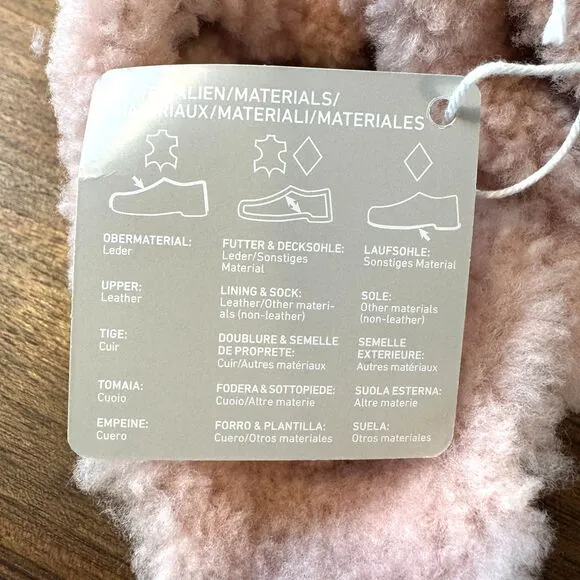 ALIEN/MATERIALS/
MATÉRIAUX/MATERIALI/MATERIALES
OBERMATERIAL:
Leder
FUTTER & DECKSOHLE:
Leder/Sonstiges
Material
LAUFSOHLE:
Sonstiges Material
UPPER:
Leather
LINING & SOCK:
Leather/Other materi-
als (non-leather)
SOLE:
Other materials
(non-leather)
TIGE:
Cuir
DOUBLURE & SEMELLE
DE PROPRETE:
Cuir/Autres matériaux
SEMELLE
EXTERIEURE:
Autres matériaux
TOMAIA:
Cuoio
FODERA & SOTTOPIEDE:
Cuoio/Altre materie
SUOLA ESTERNA:
Altre materie
EMPEINE:
Cuero
FORRO & PLANTILLA:
Cuero/Otros materiales
SUELA:
Otros materiales